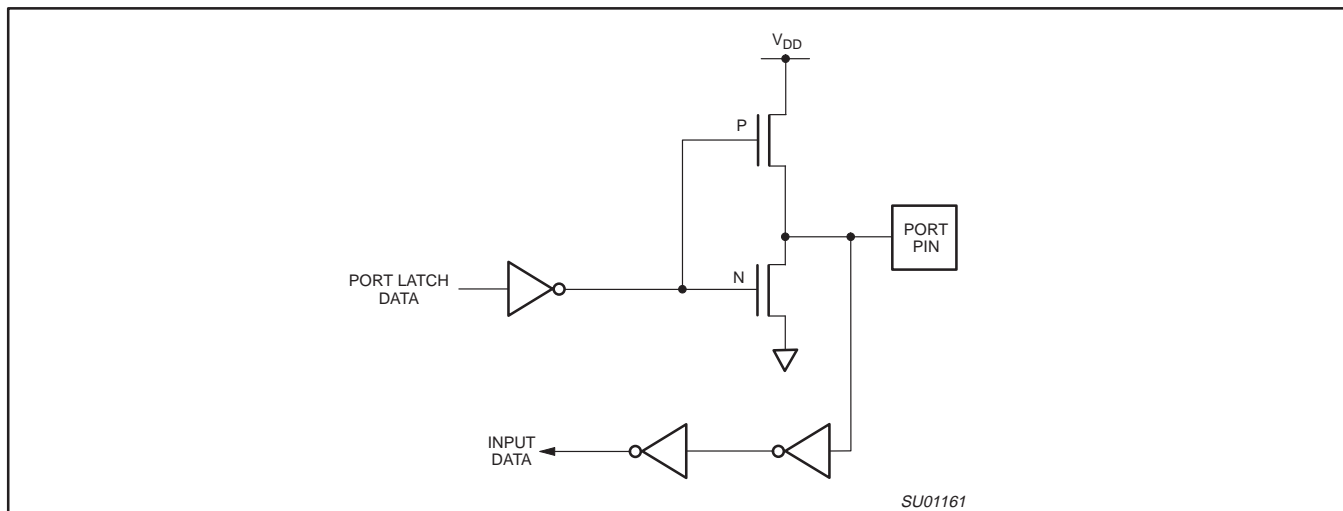 VDD
P
PORT
PIN
N
PORT LATCH
DATA
INPUT
DATA
SU01161